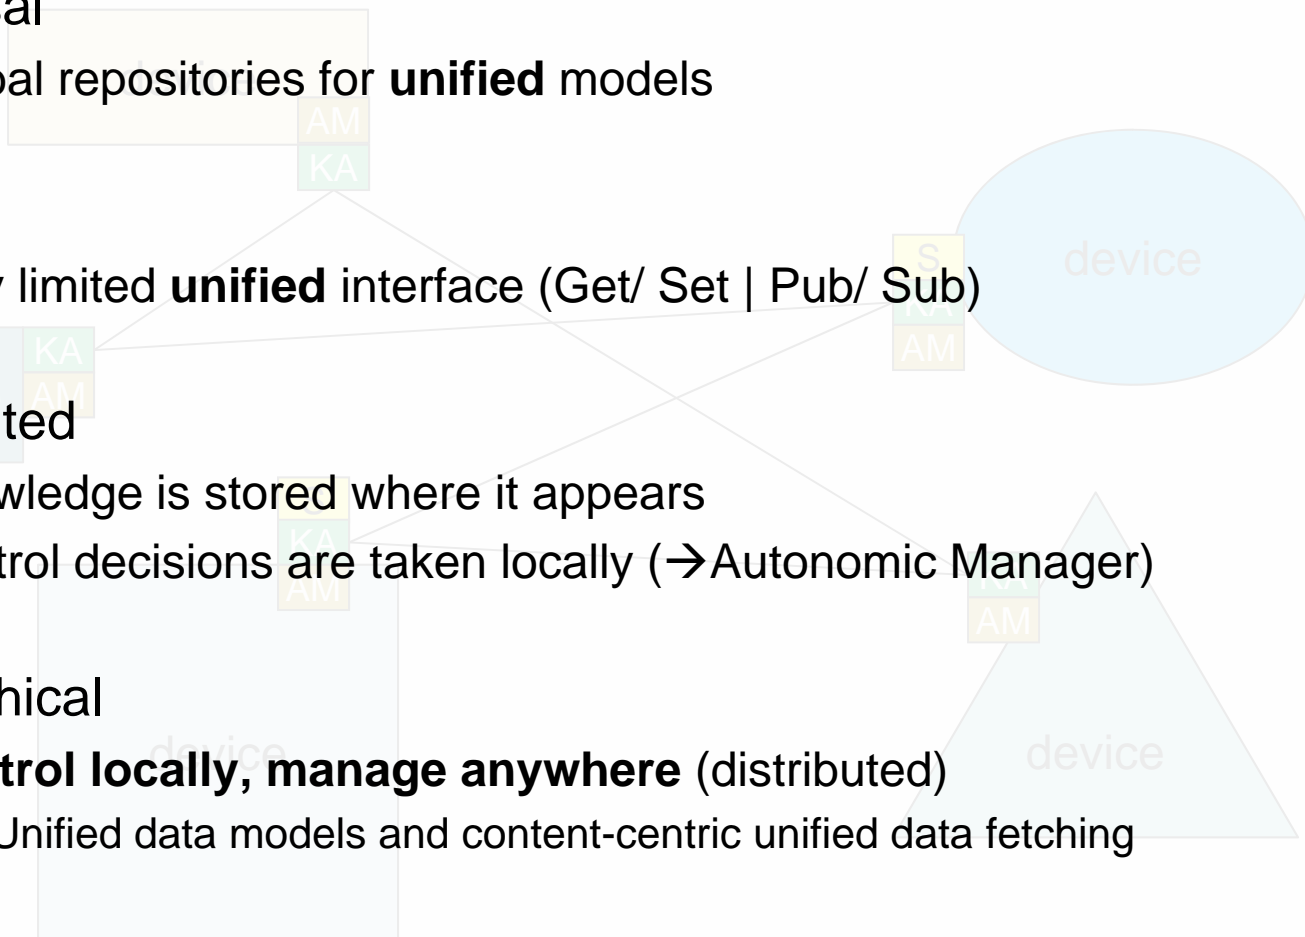 sal
bal repositories for unified models
AM
KA
S
device
y limited unified interface (Get/ Set | Pub/ Sub)
KA
KA
AM
AM
ted
wledge is stored where it appears
KA
trol decisions are taken locally (→Autonomic Manager)
AM
KA
AM
hical
device
device
trol locally, manage anywhere (distributed)
Unified data models and content-centric unified data fetching